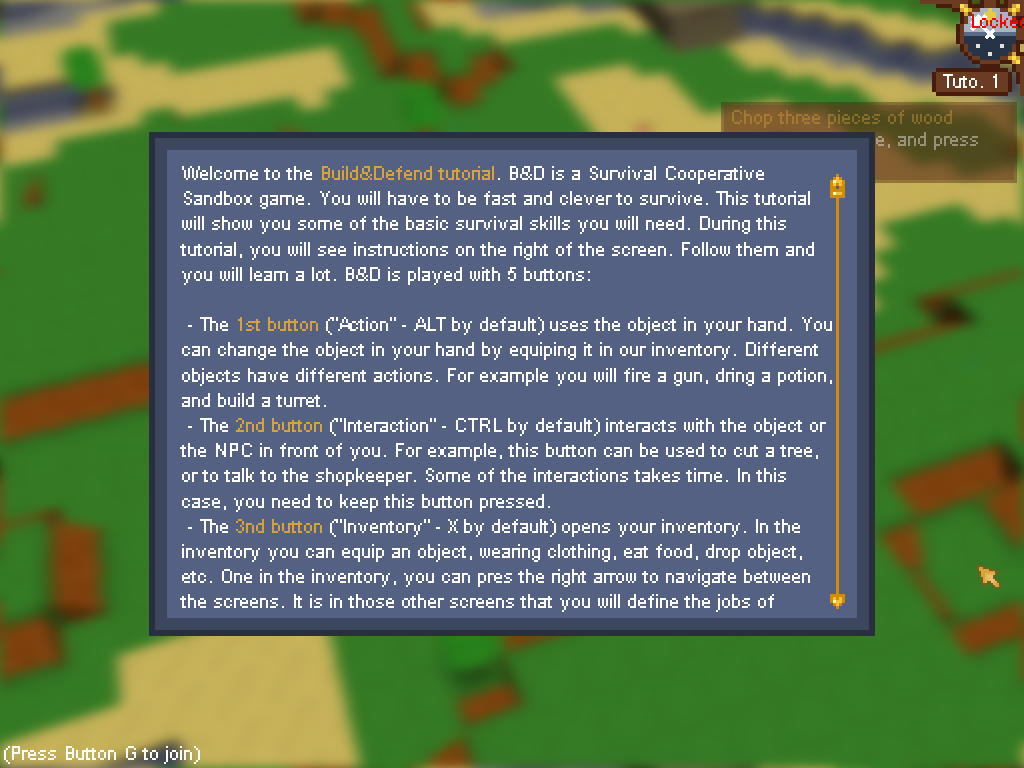 Locke
Tuto. 1
Chop three pieces of wood
e, and press
Welcome to the Build&Defend tutorial. B&D is a Survival Cooperative
Sandbox game. You will have to be fast and clever to survive. This tutorial
will show you some of the basic survival skills you will need. During this
tutorial, you will see instructions on the right of the screen. Follow them and
you will learn a lot. B&D is played with 5 buttons:
- The 1st button ("Action" - ALT by default) uses the object in your hand. You
can change the object in your hand by equiping it in our inventory. Different
objects have different actions. For example you will fire a gun, dring a potion,
and build a turret.
- The 2nd button ("Interaction" - CTRL by default) interacts with the object or
the NPC in front of you. For example, this button can be used to cut a tree,
or to talk to the shopkeeper. Some of the interactions takes time. In this
case, you need to keep this button pressed.
- The 3nd button ("Inventory" - X by default) opens your inventory. In the
inventory you can equip an object, wearing clothing, eat food, drop object,
etc. One in the inventory, you can pres the right arrow to navigate between
the screens. It is in those other screens that you will define the jobs of
(Press Button G to join)